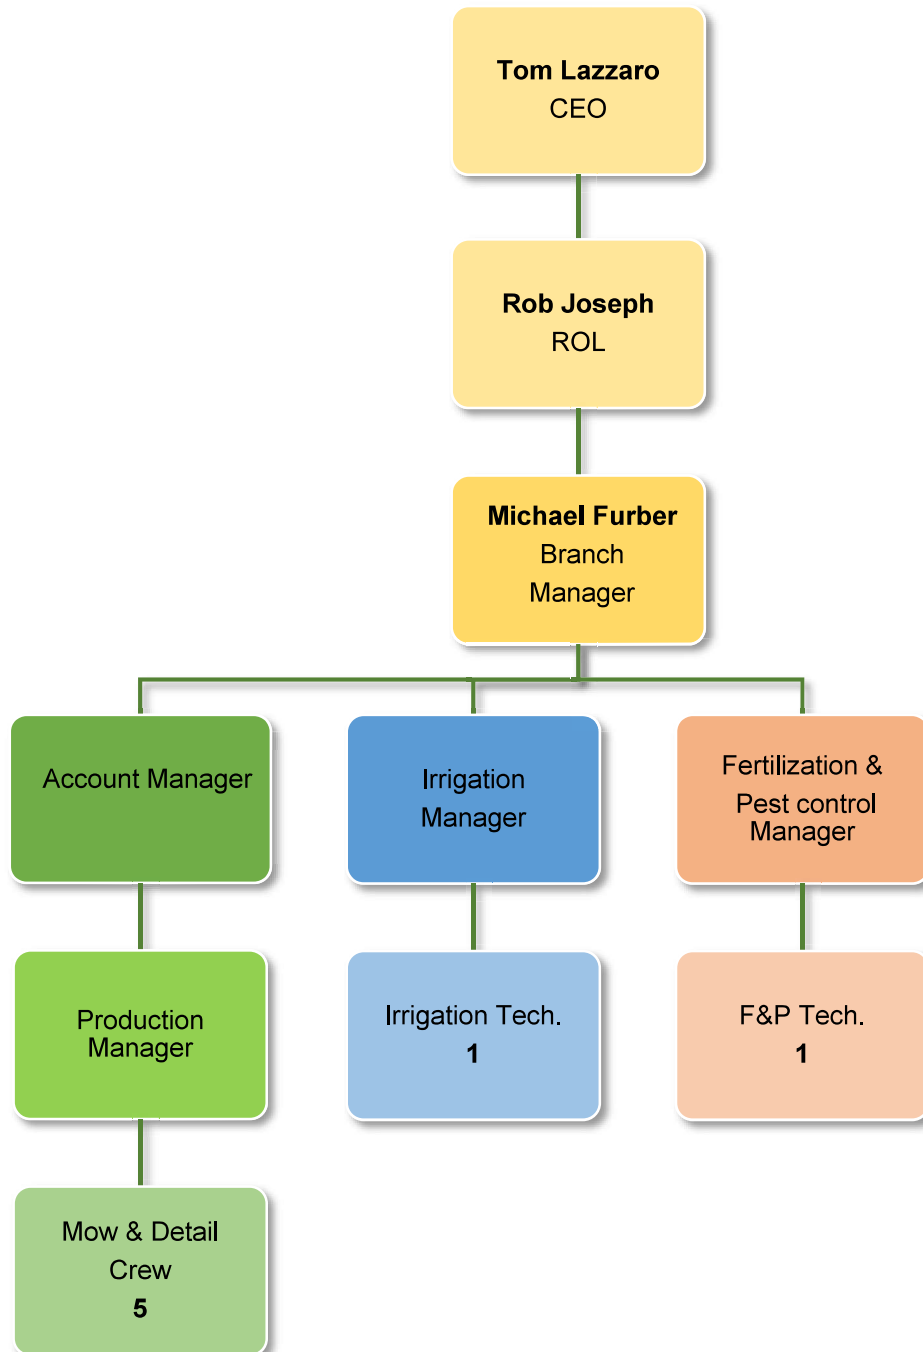 Tom Lazzaro
CEO
Rob Joseph
ROL
Michael Furber
Branch
Manager
Account Manager
Irrigation
Manager
Fertilization &
Pest control
Manager
Production
Manager
Irrigation Tech.
1
F&P Tech.
1
Mow & Detail
Crew
5